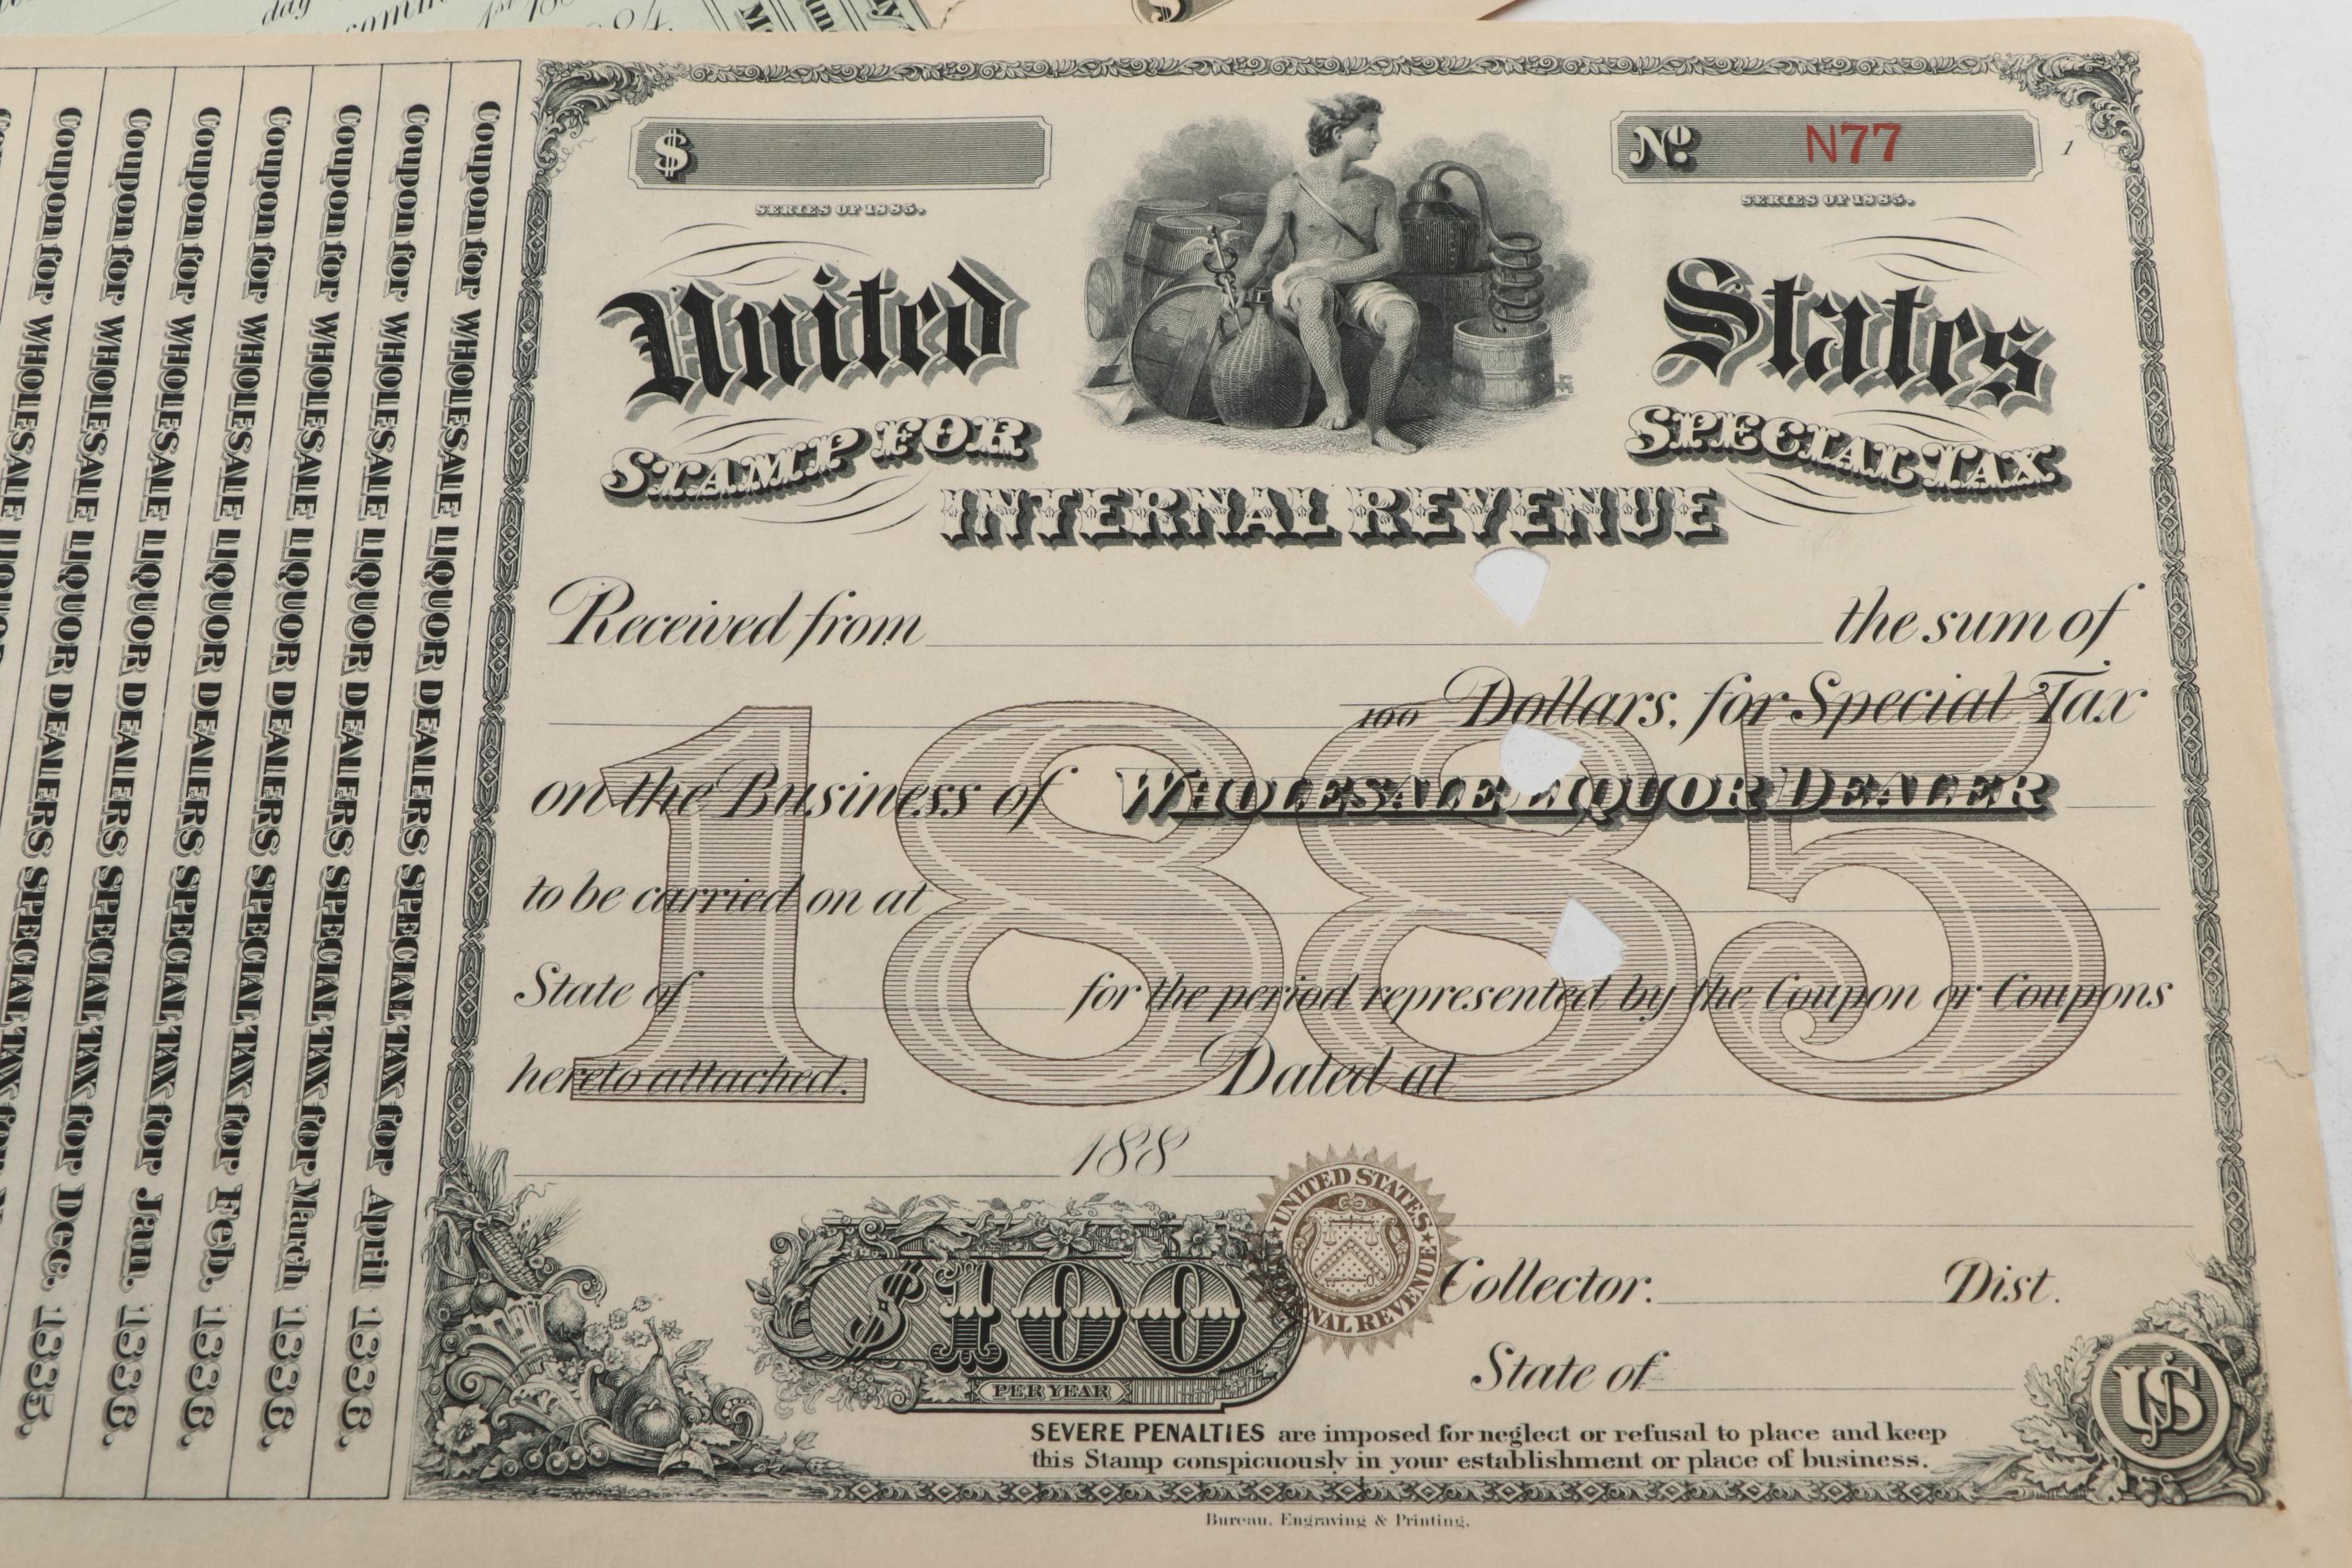 day
comm
1st 18
$
Nº N77
1
SERIES OF 1885.
SERIES OF 1885.
United States
STAMP FOR SPECIAL TAX
INTERNAL REVENUE
Received from the sum of
100 Dollars, for Special Tax
on the Business of WHOLESALE LIQUOR DEALER
to be carried on at
State of for the period represented by the Coupon or Coupons
hereto attached. Dated at
188
1885
UNITED STATES INTERNAL REVENUE
$100
PER YEAR
Collector. Dist.
State of
US
SEVERE PENALTIES are imposed for neglect or refusal to place and keep
this Stamp conspicuously in your establishment or place of business.
Bureau, Engraving & Printing.
Coupon for WHOLESALE LIQUOR DEALERS SPECIAL TAX for Dec. 1885.
Coupon for WHOLESALE LIQUOR DEALERS SPECIAL TAX for Jan. 1886.
Coupon for WHOLESALE LIQUOR DEALERS SPECIAL TAX for Feb. 1886.
Coupon for WHOLESALE LIQUOR DEALERS SPECIAL TAX for March 1886.
Coupon for WHOLESALE LIQUOR DEALERS SPECIAL TAX for April 1886.